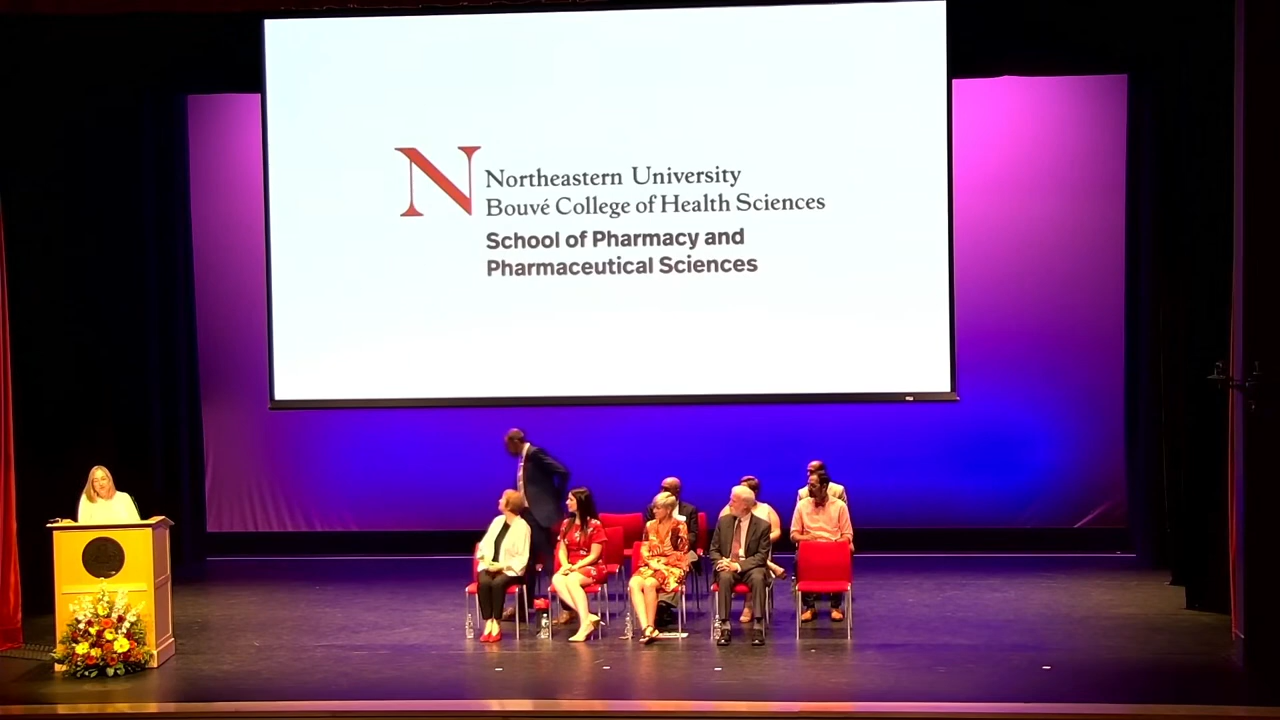 N
Northeastern University
Bouvé College of Health Sciences
School of Pharmacy and
Pharmaceutical Sciences